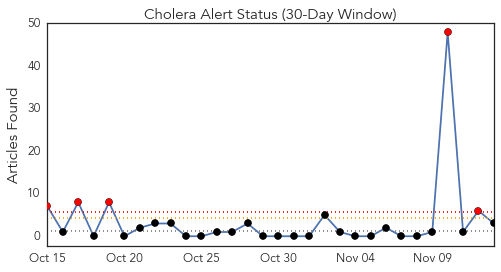 Cholera Alert Status (30-Day Window)
Articles Found
50
40
30
20
10
0
Oct 15
Oct 20
Oct 25
Oct 30
Nov 04
Nov 09